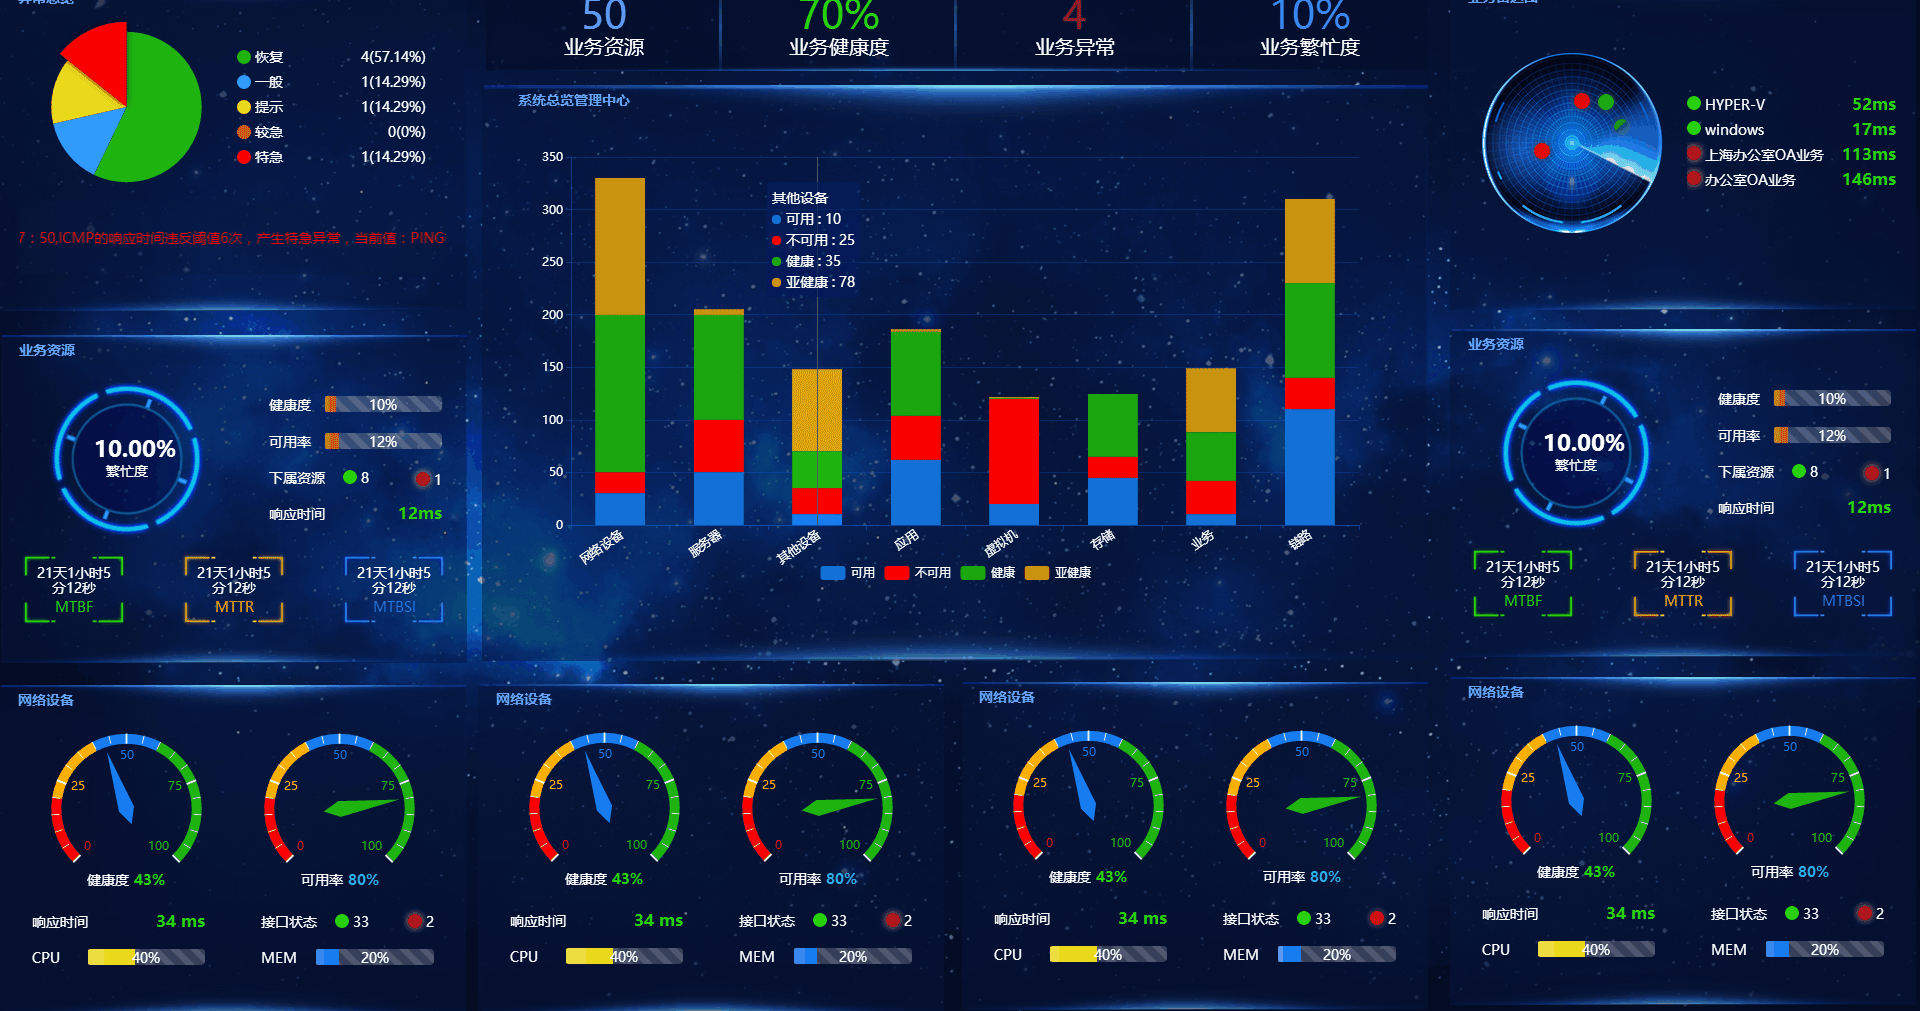 异常总览
恢复 4(57.14%)
一般 1(14.29%)
提示 1(14.29%)
较急 0(0%)
特急 1(14.29%)
7：50,ICMP的响应时间违反阈值6次，产生特急异常，当前值：PING
50
业务资源
70%
业务健康度
4
业务异常
10%
业务繁忙度
系统总览管理中心
350
300
250
200
150
100
50
0
其他设备
可用 : 10
不可用 : 25
健康 : 35
亚健康 : 78
网络设备
服务器
其他设备
应用
虚拟机
存储
业务
链路
可用 不可用 健康 亚健康
HYPER-V 52ms
windows 17ms
上海办公室OA业务 113ms
办公室OA业务 146ms
业务资源
10.00%
繁忙度
健康度 10%
可用率 12%
下属资源 8 1
响应时间 12ms
21天1小时5
分12秒
MTBF
21天1小时5
分12秒
MTTR
21天1小时5
分12秒
MTBSI
业务资源
10.00%
繁忙度
健康度 10%
可用率 12%
下属资源 8 1
响应时间 12ms
21天1小时5
分12秒
MTBF
21天1小时5
分12秒
MTTR
21天1小时5
分12秒
MTBSI
网络设备
0 25 50 75 100
健康度 43%
0 25 50 75 100
可用率 80%
响应时间 34 ms
接口状态 33 2
CPU 40%
MEM 20%
网络设备
0 25 50 75 100
健康度 43%
0 25 50 75 100
可用率 80%
响应时间 34 ms
接口状态 33 2
CPU 40%
MEM 20%
网络设备
0 25 50 75 100
健康度 43%
0 25 50 75 100
可用率 80%
响应时间 34 ms
接口状态 33 2
CPU 40%
MEM 20%
网络设备
0 25 50 75 100
健康度 43%
0 25 50 75 100
可用率 80%
响应时间 34 ms
接口状态 33 2
CPU 40%
MEM 20%